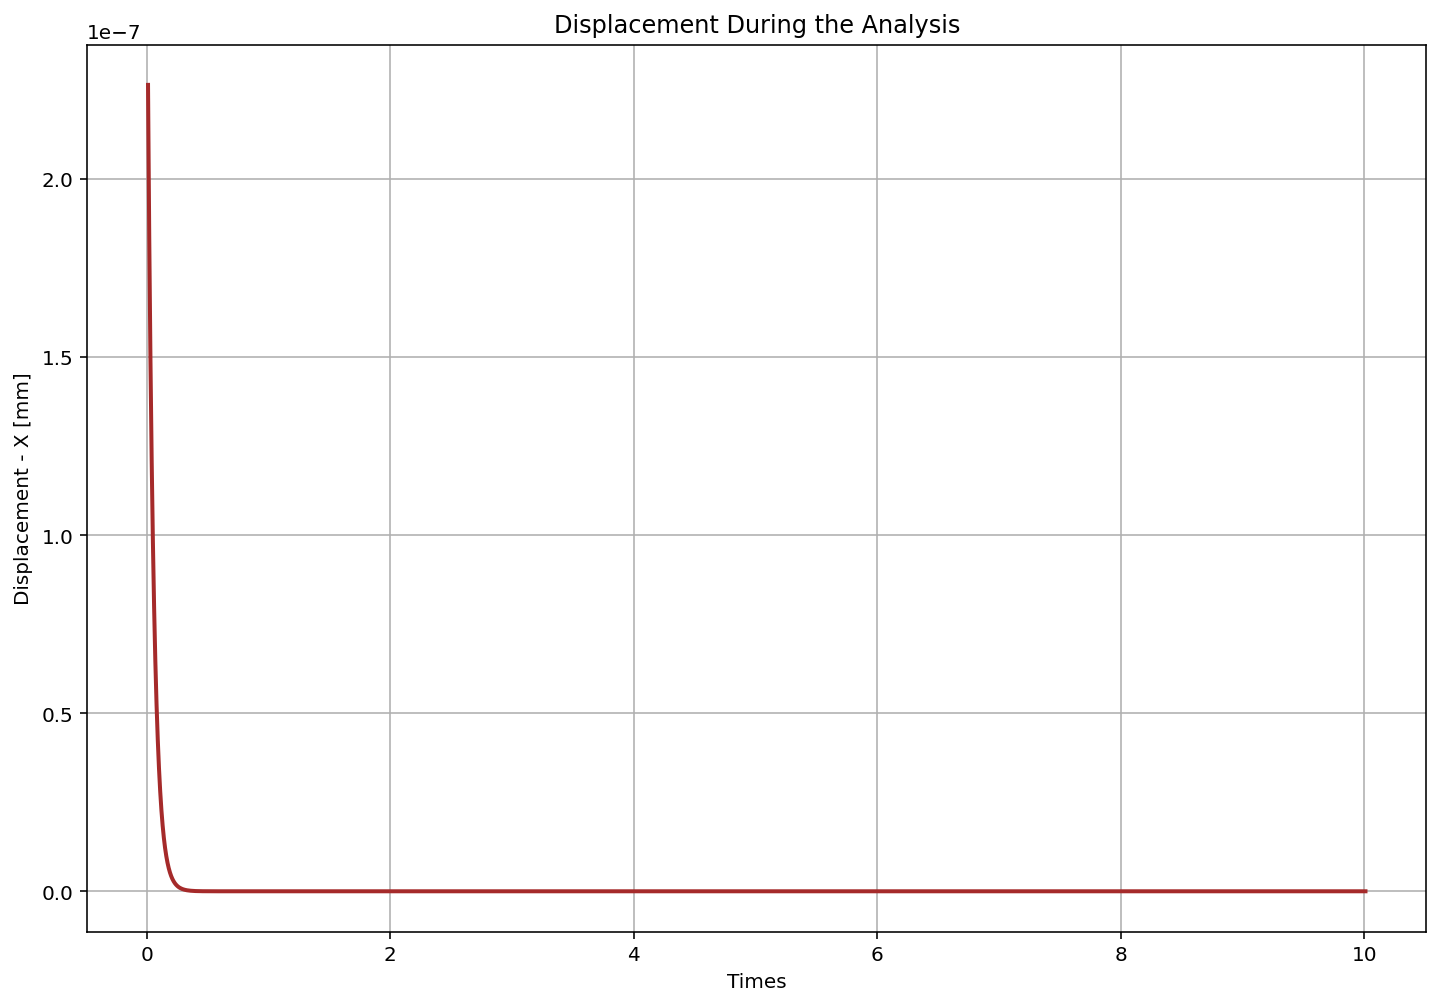 Displacement During the Analysis
1e−7
2.0
1.5
1.0
0.5
0.0
Displacement - X [mm]
0 2 4 6 8 10
Times